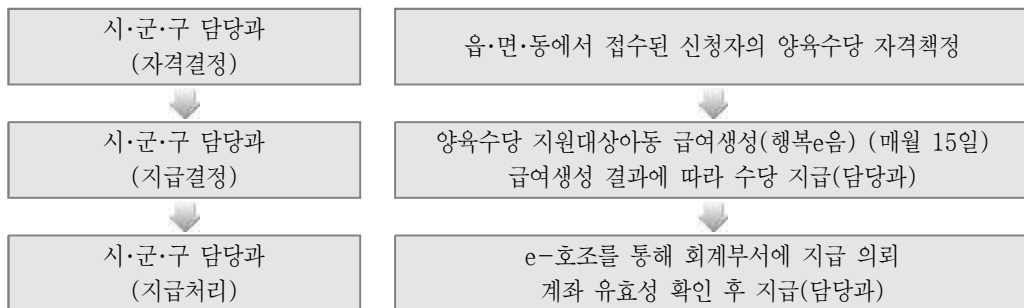 시·군·구 담당과
(자격결정)
읍·면·동에서 접수된 신청자의 양육수당 자격책정
시·군·구 담당과
(지급결정)
양육수당 지원대상아동 급여생성(행복e음) (매월 15일)
급여생성 결과에 따라 수당 지급(담당과)
시·군·구 담당과
(지급처리)
e-호조를 통해 회계부서에 지급 의뢰
계좌 유효성 확인 후 지급(담당과)